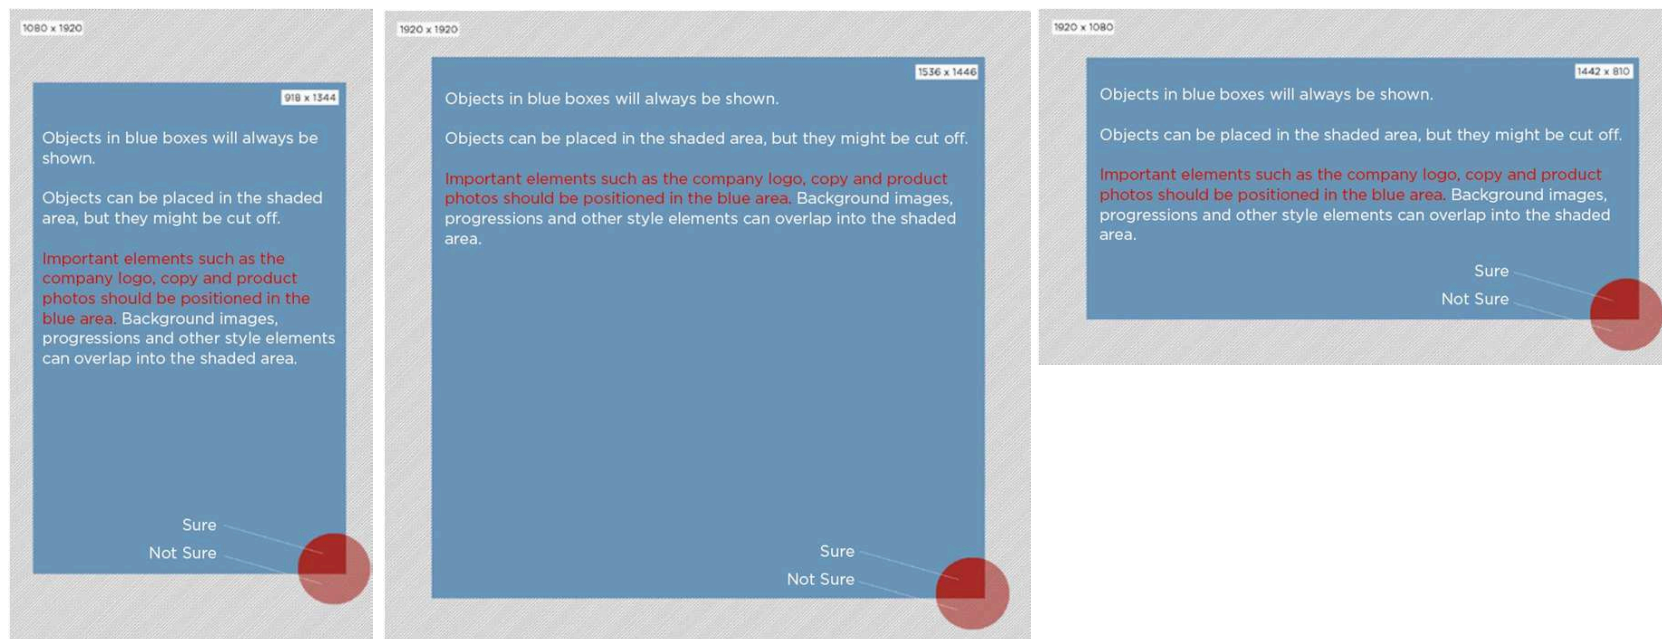 1080 x 1920
918 x 1344
Objects in blue boxes will always be
shown.
Objects can be placed in the shaded
area, but they might be cut off.
Important elements such as the
company logo, copy and product
photos should be positioned in the
blue area. Background images,
progressions and other style elements
can overlap into the shaded area.
Sure
Not Sure
1920 x 1920
1536 x 1446
Objects in blue boxes will always be shown.
Objects can be placed in the shaded area, but they might be cut off.
Important elements such as the company logo, copy and product
photos should be positioned in the blue area. Background images,
progressions and other style elements can overlap into the shaded
area.
Sure
Not Sure
1920 x 1080
1442 x 810
Objects in blue boxes will always be shown.
Objects can be placed in the shaded area, but they might be cut off.
Important elements such as the company logo, copy and product
photos should be positioned in the blue area. Background images,
progressions and other style elements can overlap into the shaded
area.
Sure
Not Sure